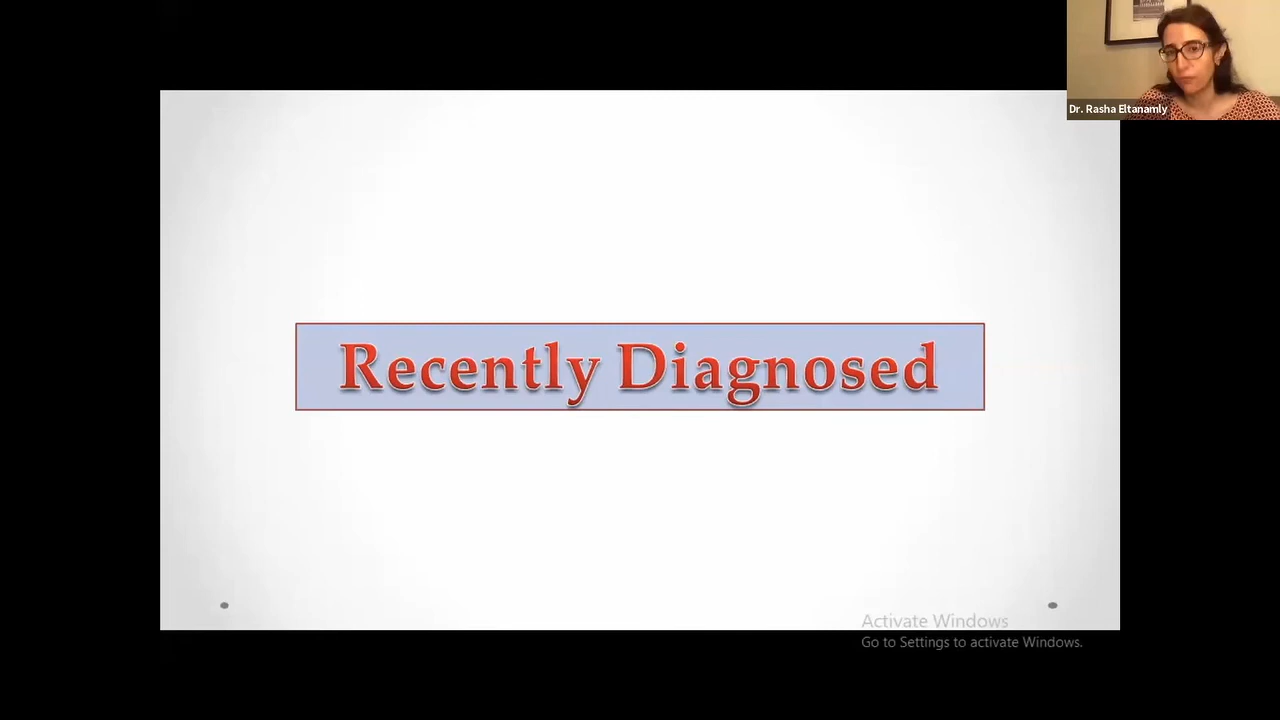 Dr. Rasha Eltanamly
Recently Diagnosed
Activate Windows
Go to Settings to activate Windows.